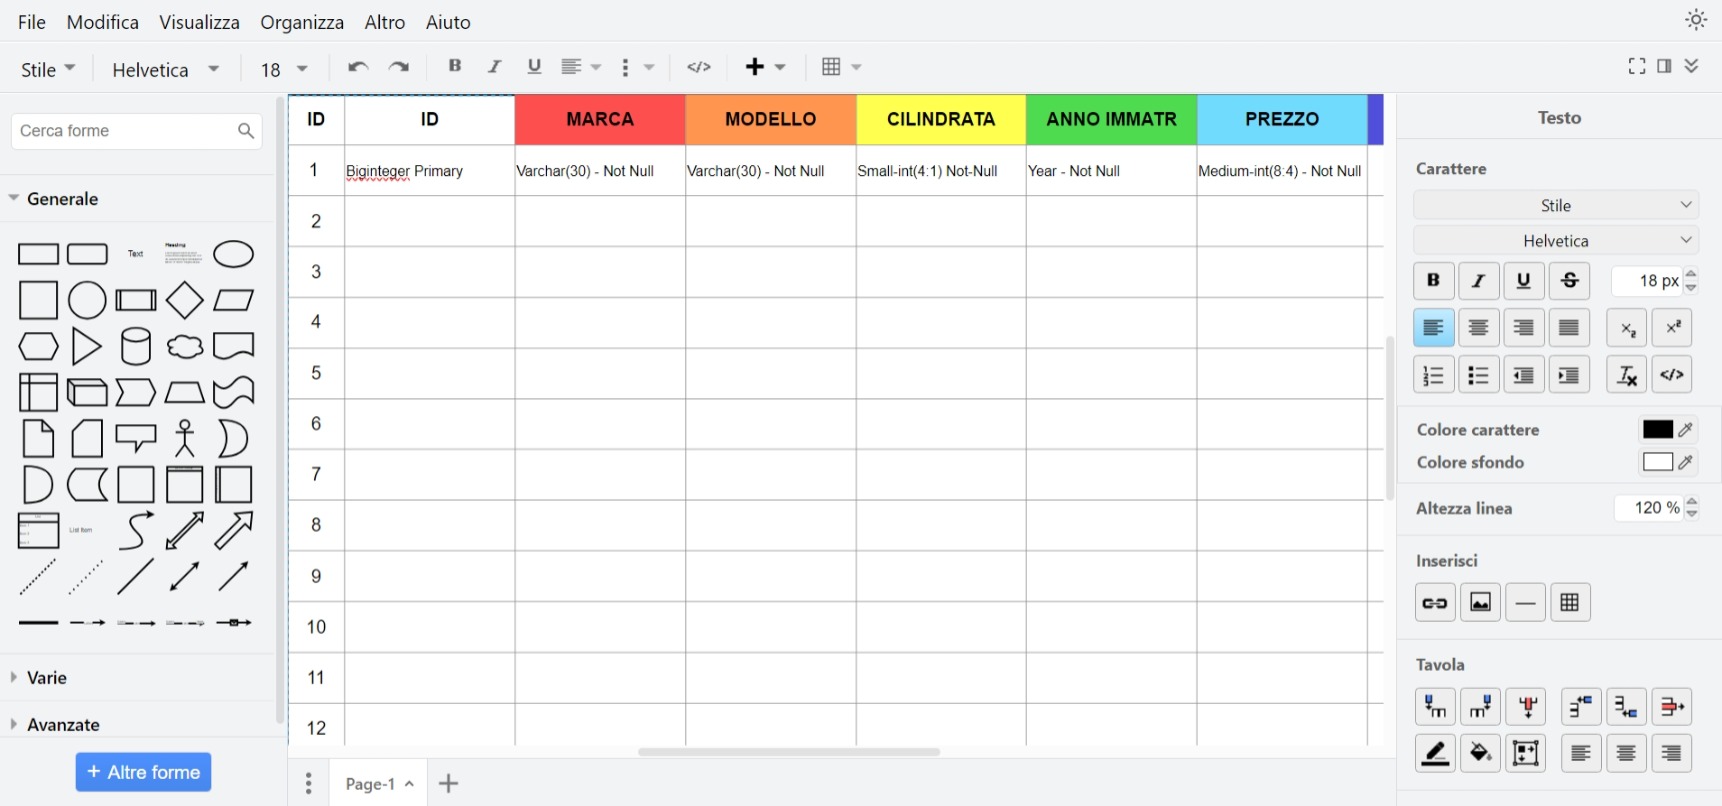 File Modifica Visualizza Organizza Altro Aiuto
Stile Helvetica 18 B I U </>
Cerca forme
Generale
Text
Heading
List
List Item
Varie
Avanzate
+ Altre forme
ID ID MARCA MODELLO CILINDRATA ANNO IMMATR PREZZO
1 Biginteger Primary Varchar(30) - Not Null Varchar(30) - Not Null Small-int(4:1) Not-Null Year - Not Null Medium-int(8:4) - Not Null
2
3
4
5
6
7
8
9
10
11
12
Page-1
Testo
Carattere
Stile
Helvetica
B I U S 18 px
Colore carattere
Colore sfondo
Altezza linea 120 %
Inserisci
Tavola